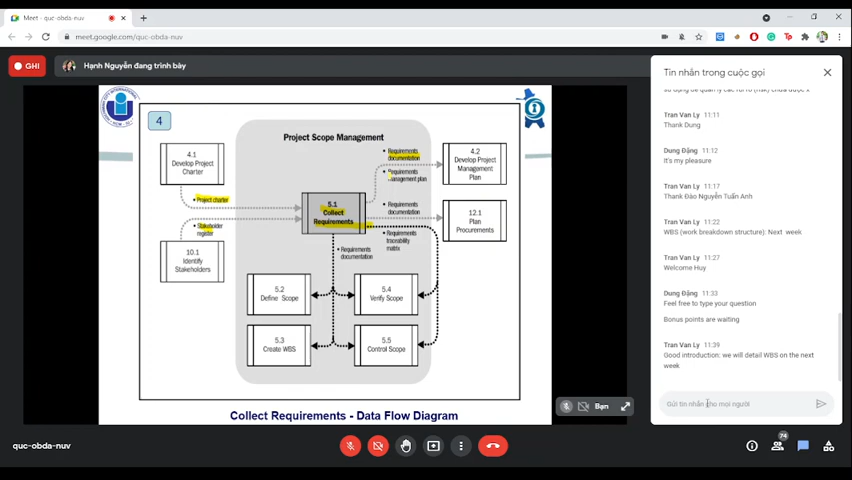 Meet - quc-obda-nuv
meet.google.com/quc-obda-nuv
GHI
Hạnh Nguyễn đang trình bày
4
Project Scope Management
4.1
Develop Project
Charter
• Project charter
• Stakeholder
register
10.1
Identify
Stakeholders
5.1
Collect
Requirements
• Requirements
documentation
• Requirements
management plan
• Requirements
documentation
• Requirements
traceability
matrix
• Requirements
documentation
4.2
Develop Project
Management
Plan
12.1
Plan
Procurements
5.2
Define Scope
5.4
Verify Scope
5.3
Create WBS
5.5
Control Scope
Collect Requirements - Data Flow Diagram
Bạn
Tin nhắn trong cuộc gọi
Tran Van Ly 11:11
Thank Dung
Dung Đặng 11:12
It's my pleasure
Tran Van Ly 11:17
Thank Đào Nguyễn Tuấn Anh
Tran Van Ly 11:22
WBS (work breakdown structure): Next week
Tran Van Ly 11:27
Welcome Huy
Dung Đặng 11:33
Feel free to type your question
Bonus points are waiting
Tran Van Ly 11:39
Good introduction: we will detail WBS on the next
week
Gửi tin nhắn cho mọi người
quc-obda-nuv
74